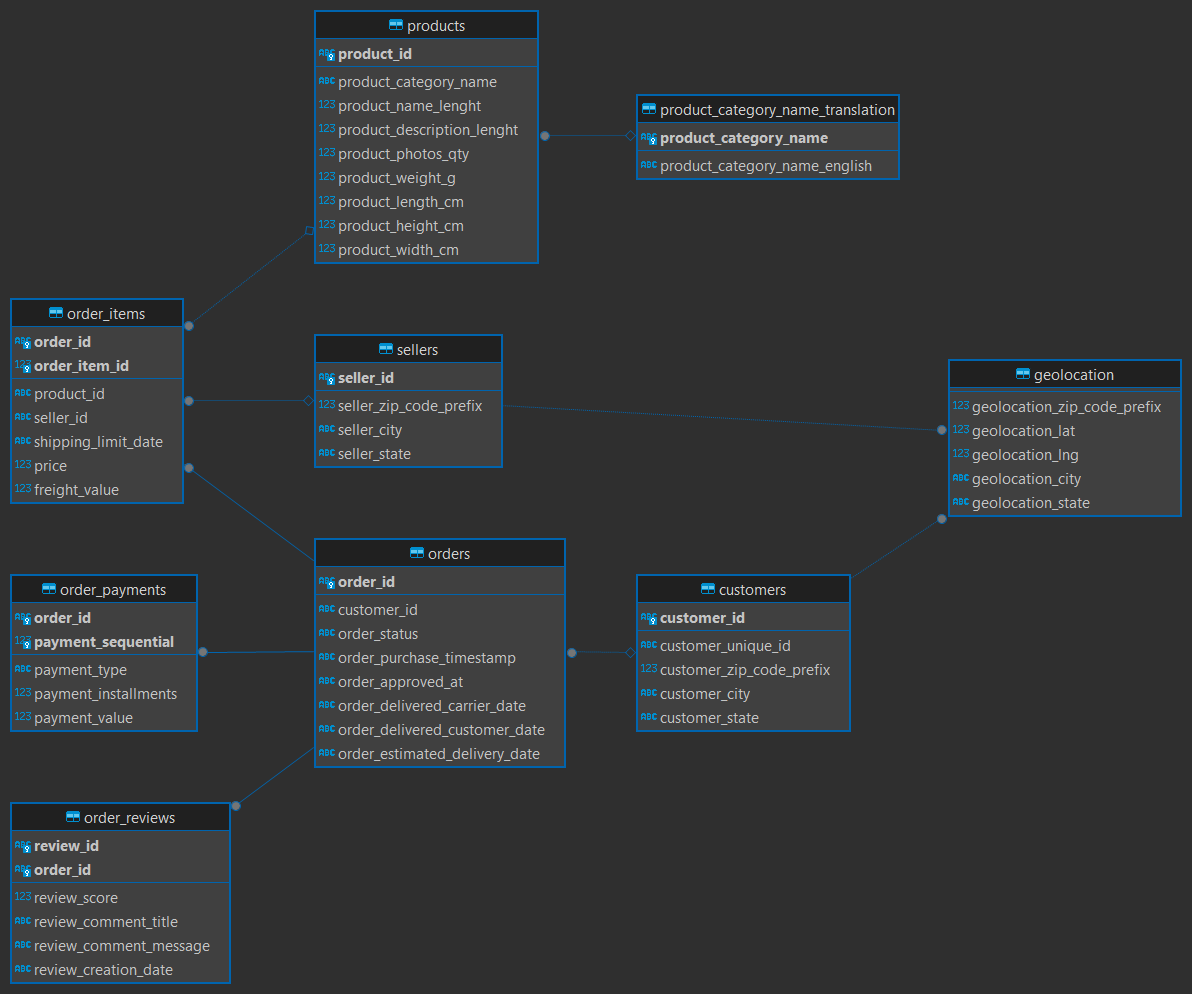 products
product_id
product_category_name
product_name_lenght
product_description_lenght
product_photos_qty
product_weight_g
product_length_cm
product_height_cm
product_width_cm
product_category_name_translation
product_category_name
product_category_name_english
order_items
order_id
order_item_id
product_id
seller_id
shipping_limit_date
price
freight_value
sellers
seller_id
seller_zip_code_prefix
seller_city
seller_state
geolocation
geolocation_zip_code_prefix
geolocation_lat
geolocation_lng
geolocation_city
geolocation_state
orders
order_id
customer_id
order_status
order_purchase_timestamp
order_approved_at
order_delivered_carrier_date
order_delivered_customer_date
order_estimated_delivery_date
order_payments
order_id
payment_sequential
payment_type
payment_installments
payment_value
customers
customer_id
customer_unique_id
customer_zip_code_prefix
customer_city
customer_state
order_reviews
review_id
order_id
review_score
review_comment_title
review_comment_message
review_creation_date